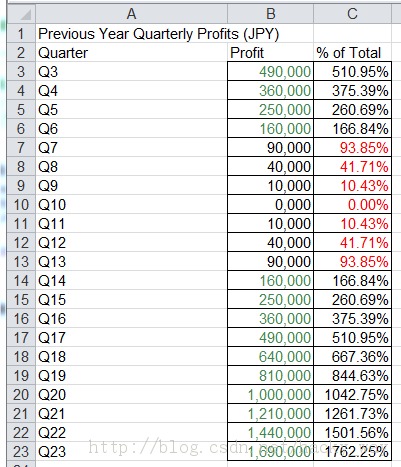 A B C
1 Previous Year Quarterly Profits (JPY)
2 Quarter Profit % of Total
3 Q3 490,000 510.95%
4 Q4 360,000 375.39%
5 Q5 250,000 260.69%
6 Q6 160,000 166.84%
7 Q7 90,000 93.85%
8 Q8 40,000 41.71%
9 Q9 10,000 10.43%
10 Q10 0,000 0.00%
11 Q11 10,000 10.43%
12 Q12 40,000 41.71%
13 Q13 90,000 93.85%
14 Q14 160,000 166.84%
15 Q15 250,000 260.69%
16 Q16 360,000 375.39%
17 Q17 490,000 510.95%
18 Q18 640,000 667.36%
19 Q19 810,000 844.63%
20 Q20 1,000,000 1042.75%
21 Q21 1,210,000 1261.73%
22 Q22 1,440,000 1501.56%
23 Q23 1,690,000 1762.25%